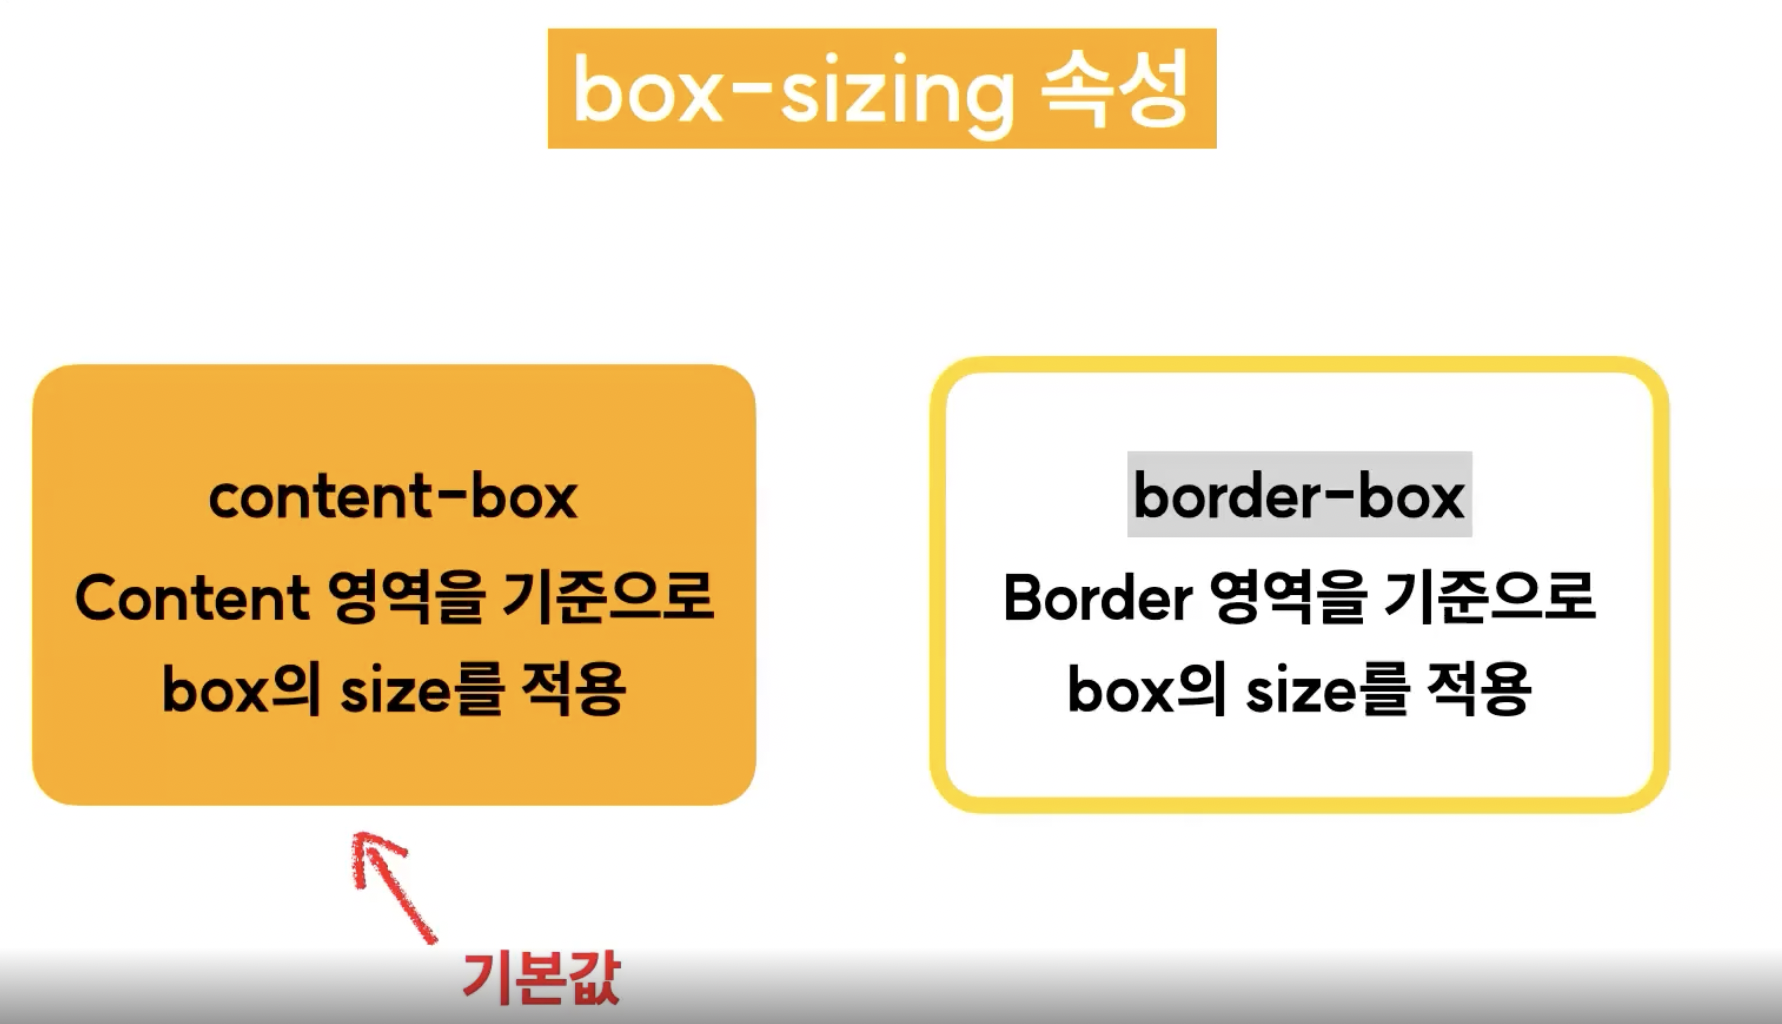 box-sizing 속성
content-box
Content 영역을 기준으로
box의 size를 적용
border-box
Border 영역을 기준으로
box의 size를 적용
기본값